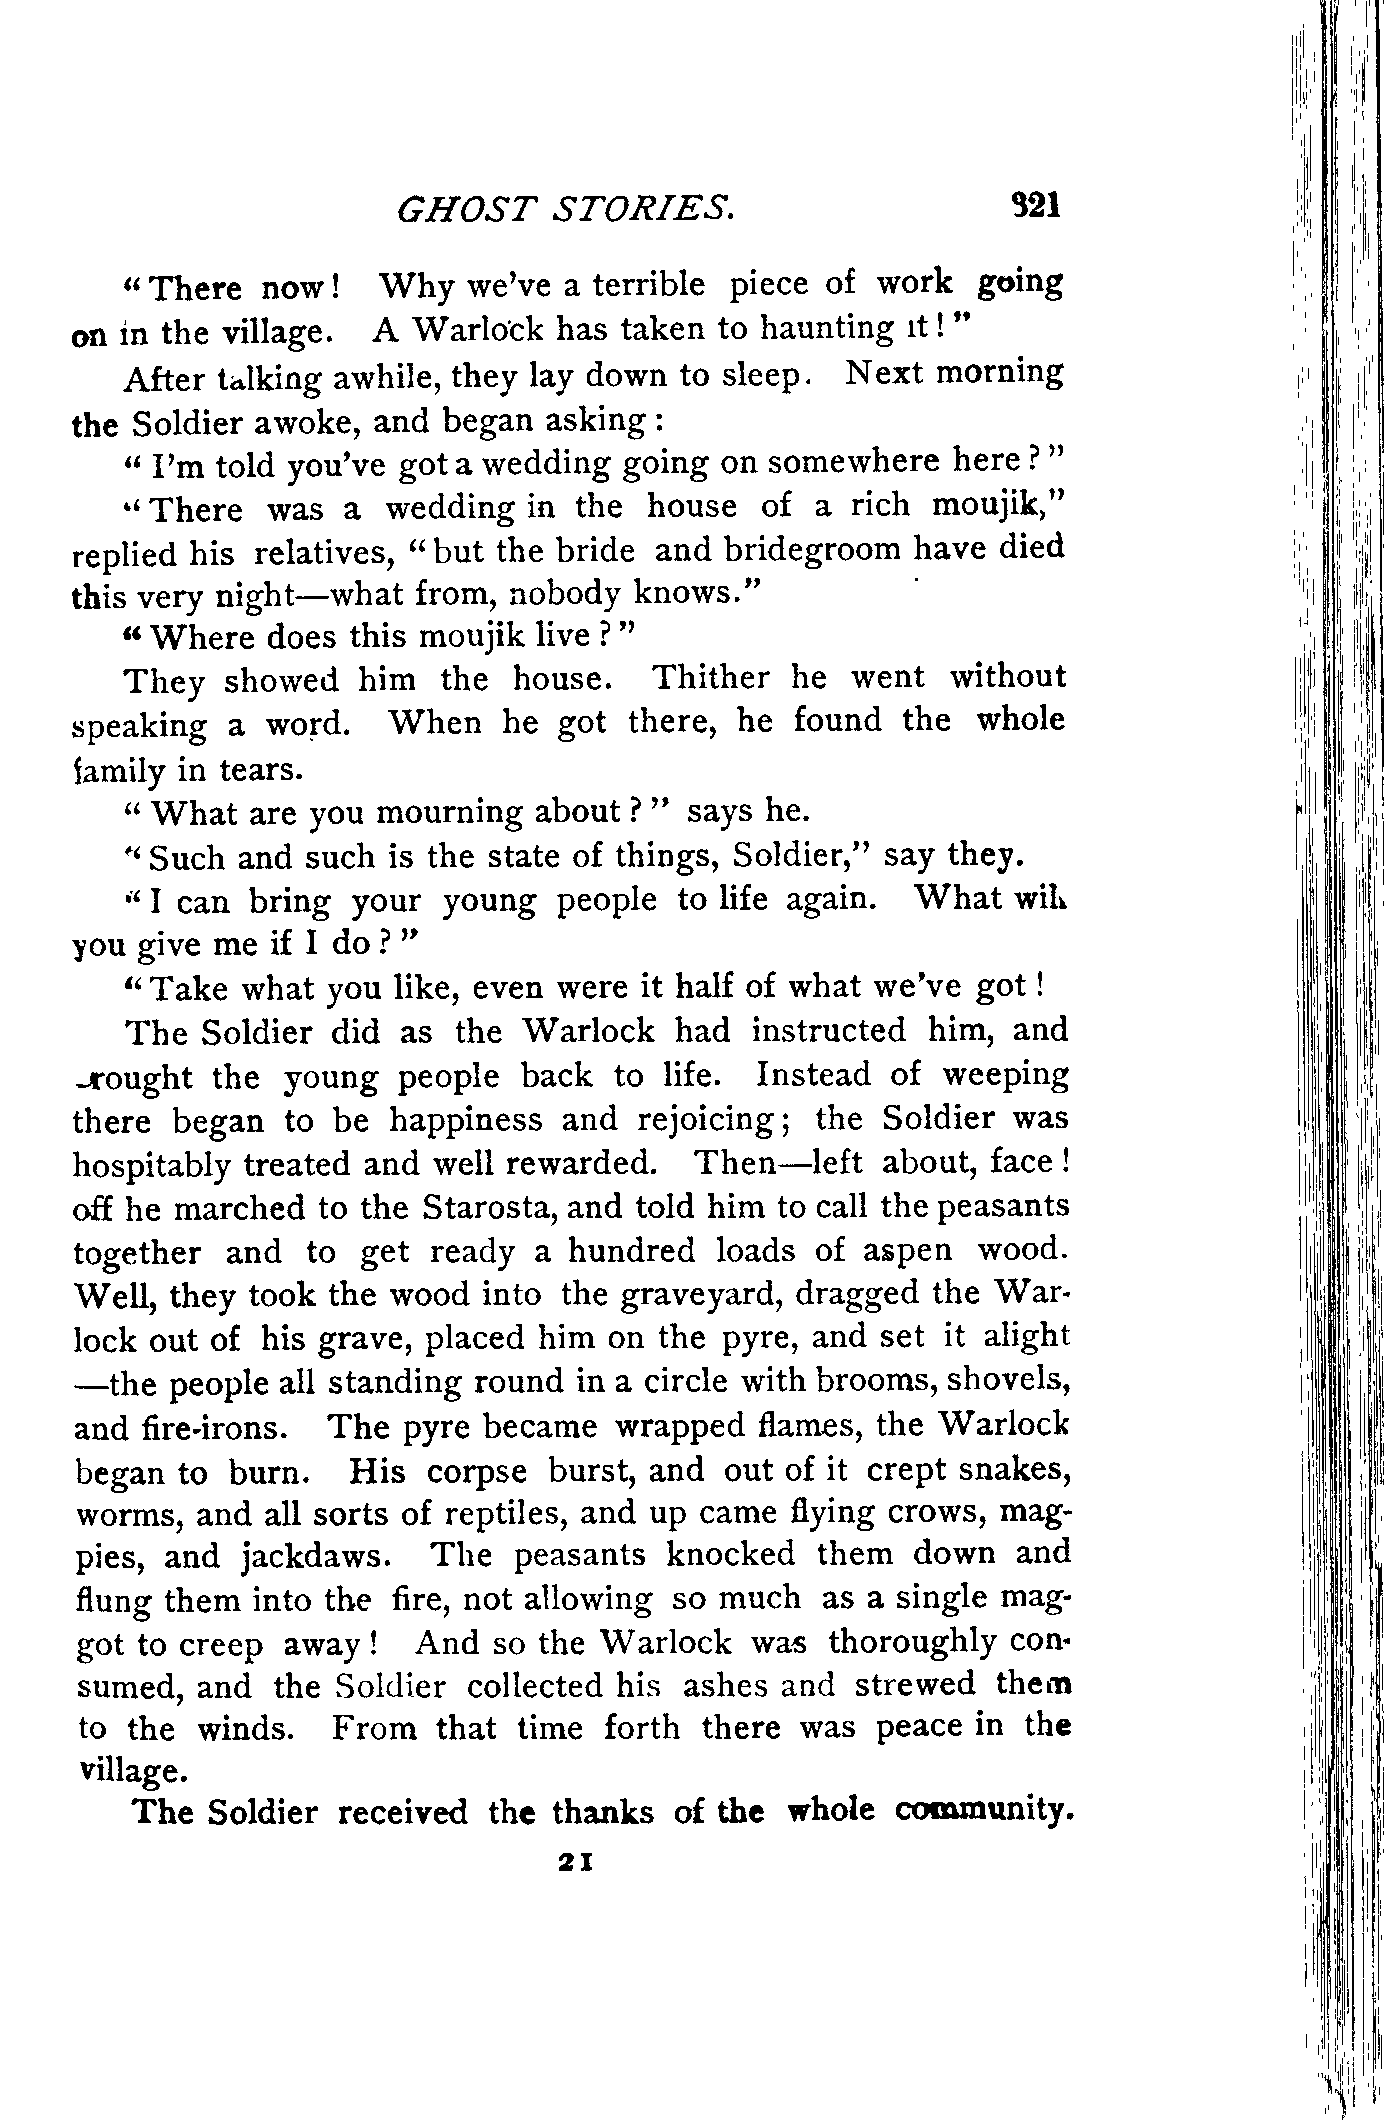 GHOST STORIES. 321
“There now! Why we’ve a terrible piece of work going
on in the village. A Warlock has taken to haunting it!”
After talking awhile, they lay down to sleep. Next morning
the Soldier awoke, and began asking:
“I’m told you’ve got a wedding going on somewhere here?”
“There was a wedding in the house of a rich moujik,”
replied his relatives, “but the bride and bridegroom have died
this very night—what from, nobody knows.”
“Where does this moujik live?”
They showed him the house. Thither he went without
speaking a word. When he got there, he found the whole
family in tears.
“What are you mourning about?” says he.
“Such and such is the state of things, Soldier,” say they.
“I can bring your young people to life again. What will
you give me if I do?”
“Take what you like, even were it half of what we’ve got!
The Soldier did as the Warlock had instructed him, and
rought the young people back to life. Instead of weeping
there began to be happiness and rejoicing; the Soldier was
hospitably treated and well rewarded. Then—left about, face!
off he marched to the Starosta, and told him to call the peasants
together and to get ready a hundred loads of aspen wood.
Well, they took the wood into the graveyard, dragged the War-
lock out of his grave, placed him on the pyre, and set it alight
—the people all standing round in a circle with brooms, shovels,
and fire-irons. The pyre became wrapped flames, the Warlock
began to burn. His corpse burst, and out of it crept snakes,
worms, and all sorts of reptiles, and up came flying crows, mag-
pies, and jackdaws. The peasants knocked them down and
flung them into the fire, not allowing so much as a single mag-
got to creep away! And so the Warlock was thoroughly con-
sumed, and the Soldier collected his ashes and strewed them
to the winds. From that time forth there was peace in the
village.
The Soldier received the thanks of the whole community.
21